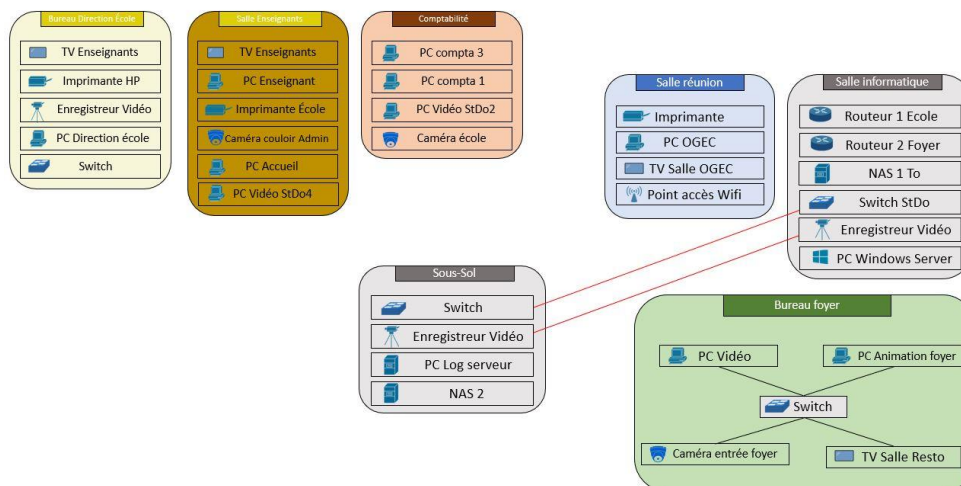 Bureau Direction École
TV Enseignants
Imprimante HP
Enregistreur Vidéo
PC Direction école
Switch
Salle Enseignants
TV Enseignants
PC Enseignant
Imprimante École
Caméra couloir Admin
PC Accueil
PC Vidéo StDo4
Comptabilité
PC compta 3
PC compta 1
PC Vidéo StDo2
Caméra école
Salle réunion
Imprimante
PC OGEC
TV Salle OGEC
Point accès Wifi
Salle informatique
Routeur 1 Ecole
Routeur 2 Foyer
NAS 1 To
Switch StDo
Enregistreur Vidéo
PC Windows Server
Sous-Sol
Switch
Enregistreur Vidéo
PC Log serveur
NAS 2
Bureau foyer
PC Vidéo
PC Animation foyer
Switch
Caméra entrée foyer
TV Salle Resto